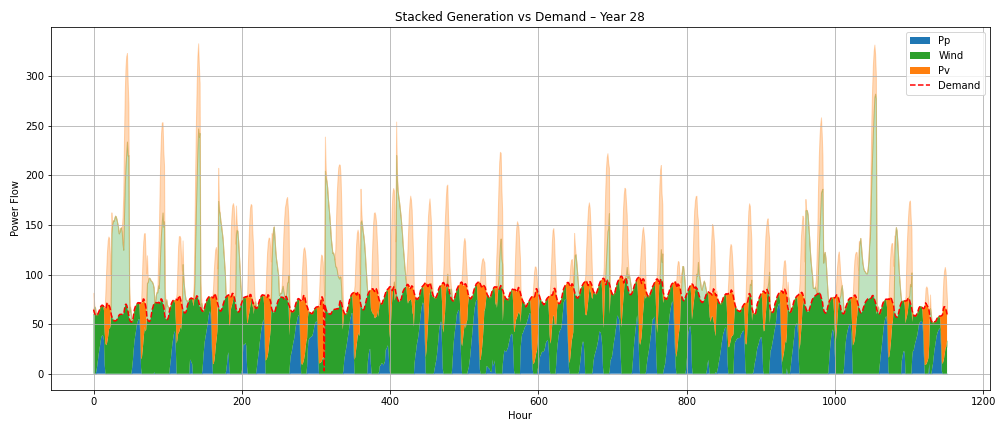 Stacked Generation vs Demand – Year 28
Pp
Wind
Pv
Demand
Power Flow
300
250
200
150
100
50
0
0 200 400 600 800 1000 1200
Hour